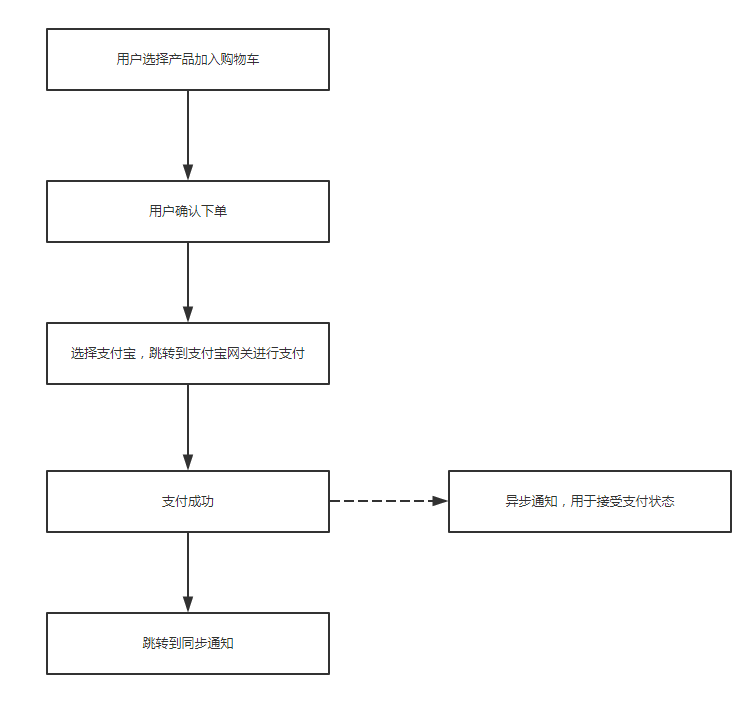 用户选择产品加入购物车
用户确认下单
选择支付宝，跳转到支付宝网关进行支付
支付成功
异步通知，用于接受支付状态
跳转到同步通知